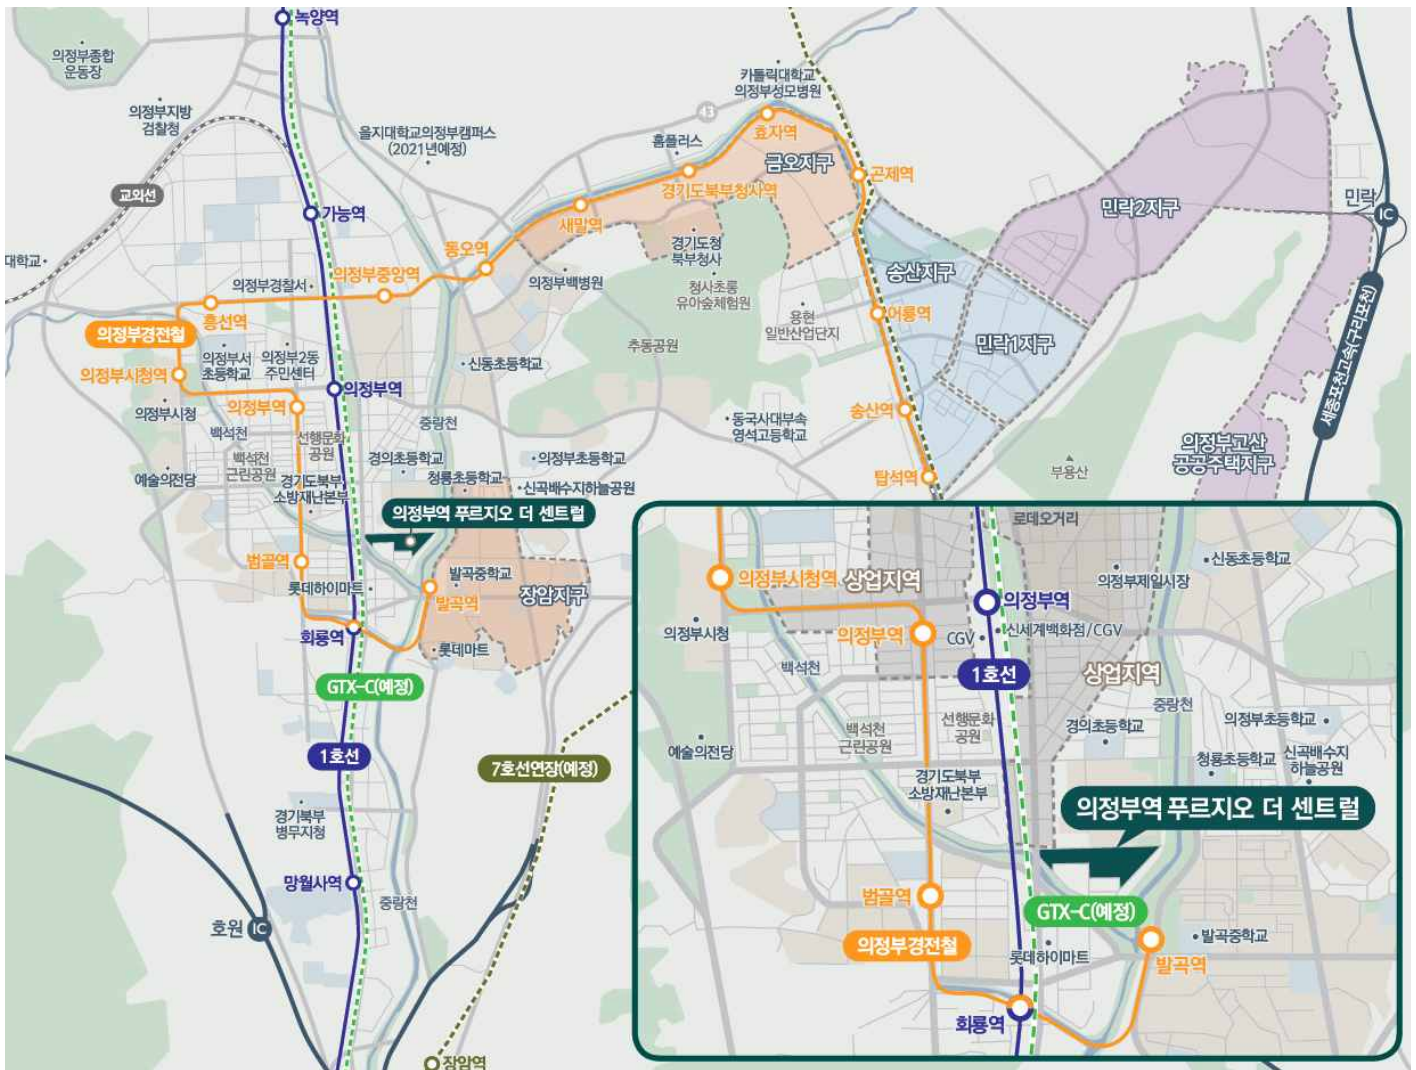 녹양역
의정부종합
운동장
의정부지방
검찰청
카톨릭대학교
의정부성모병원
43
을지대학교의정부캠퍼스
(2021년예정)
홈플러스
효자역
금오지구
곤제역
교외선
가능역
새말역
경기도북부청사역
민락2지구
민락
IC
대학교
동오역
경기도청
북부청사
의정부경찰서
의정부중앙역
의정부백병원
청사초롱
유아숲체험원
송산지구
세종포천고속(구리포천)
흥선역
어룡역
용현
일반산업단지
의정부경전철
의정부서
초등학교
의정부2동
주민센터
신동초등학교
추동공원
민락1지구
의정부시청역
의정부역
의정부시청
의정부역
중랑천
동국사대부속
영석고등학교
송산역
백석천
선행문화
공원
의정부고산
공공주택지구
백석천
근린공원
경의초등학교
의정부초등학교
탑석역
부용산
예술의전당
경기도북부
소방재난본부
청룡초등학교
신곡배수지하늘공원
의정부역 푸르지오 더 센트럴
범골역
롯데하이마트
발곡중학교
발곡역
장암지구
회룡역
롯데마트
GTX-C(예정)
1호선
7호선연장(예정)
경기북부
병무지청
망월사역
중랑천
호원
IC
장암역
로데오거리
의정부시청역
상업지역
의정부제일시장
신동초등학교
의정부역
의정부시청
의정부역
CGV
신세계백화점/CGV
백석천
1호선
상업지역
중랑천
백석천
근린공원
선행문화
공원
경의초등학교
의정부초등학교
예술의전당
청룡초등학교
신곡배수지
하늘공원
경기도북부
소방재난본부
의정부역 푸르지오 더 센트럴
범골역
GTX-C(예정)
의정부경전철
롯데하이마트
발곡중학교
발곡역
회룡역